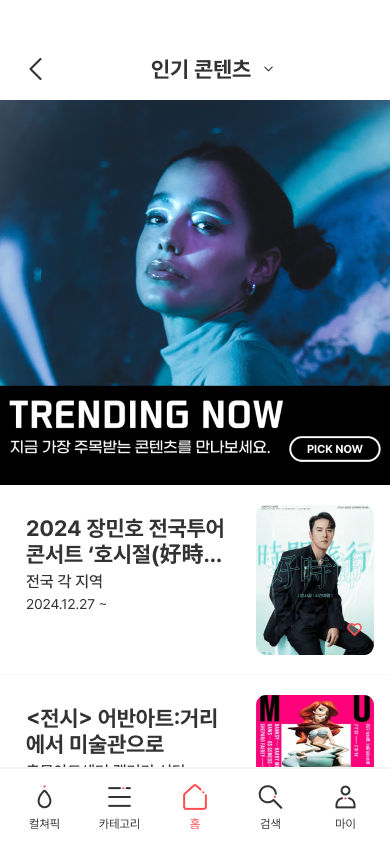 인기 콘텐츠
TRENDING NOW
지금 가장 주목받는 콘텐츠를 만나보세요.
PICK NOW
2024 장민호 전국투어
콘서트 ‘호시절(好時...
전국 각 지역
2024.12.27 ~
好時節
<전시> 어반아트:거리
에서 미술관으로
M U
컬쳐픽
카테고리
홈
검색
마이